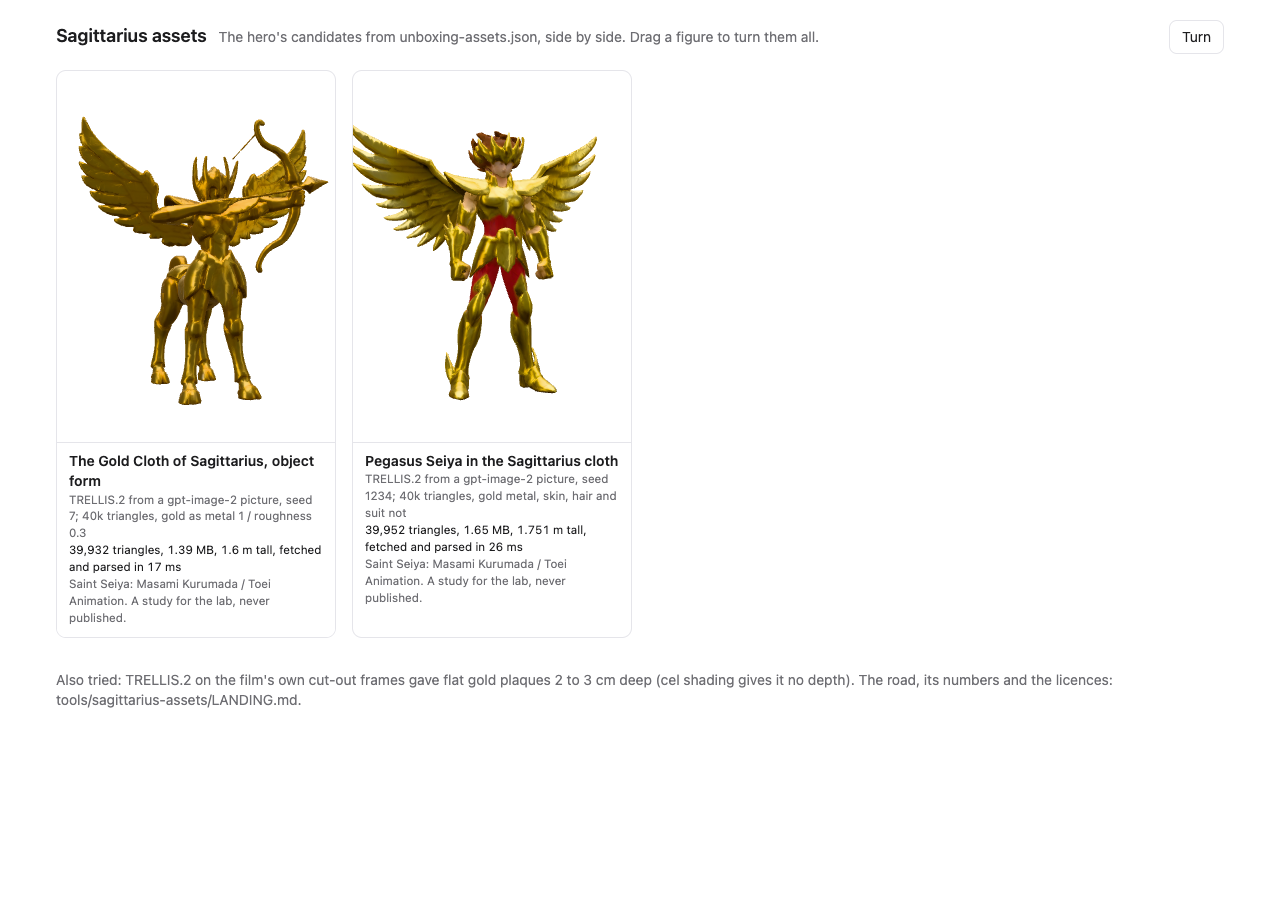 Sagittarius assets The hero's candidates from unboxing-assets.json, side by side. Drag a figure to turn them all. Turn
The Gold Cloth of Sagittarius, object
form
TRELLIS.2 from a gpt-image-2 picture, seed
7; 40k triangles, gold as metal 1 / roughness
0.3
39,932 triangles, 1.39 MB, 1.6 m tall, fetched
and parsed in 17 ms
Saint Seiya: Masami Kurumada / Toei
Animation. A study for the lab, never
published.
Pegasus Seiya in the Sagittarius cloth
TRELLIS.2 from a gpt-image-2 picture, seed
1234; 40k triangles, gold metal, skin, hair and
suit not
39,952 triangles, 1.65 MB, 1.751 m tall,
fetched and parsed in 26 ms
Saint Seiya: Masami Kurumada / Toei
Animation. A study for the lab, never
published.
Also tried: TRELLIS.2 on the film's own cut-out frames gave flat gold plaques 2 to 3 cm deep (cel shading gives it no depth). The road, its numbers and the licences:
tools/sagittarius-assets/LANDING.md.